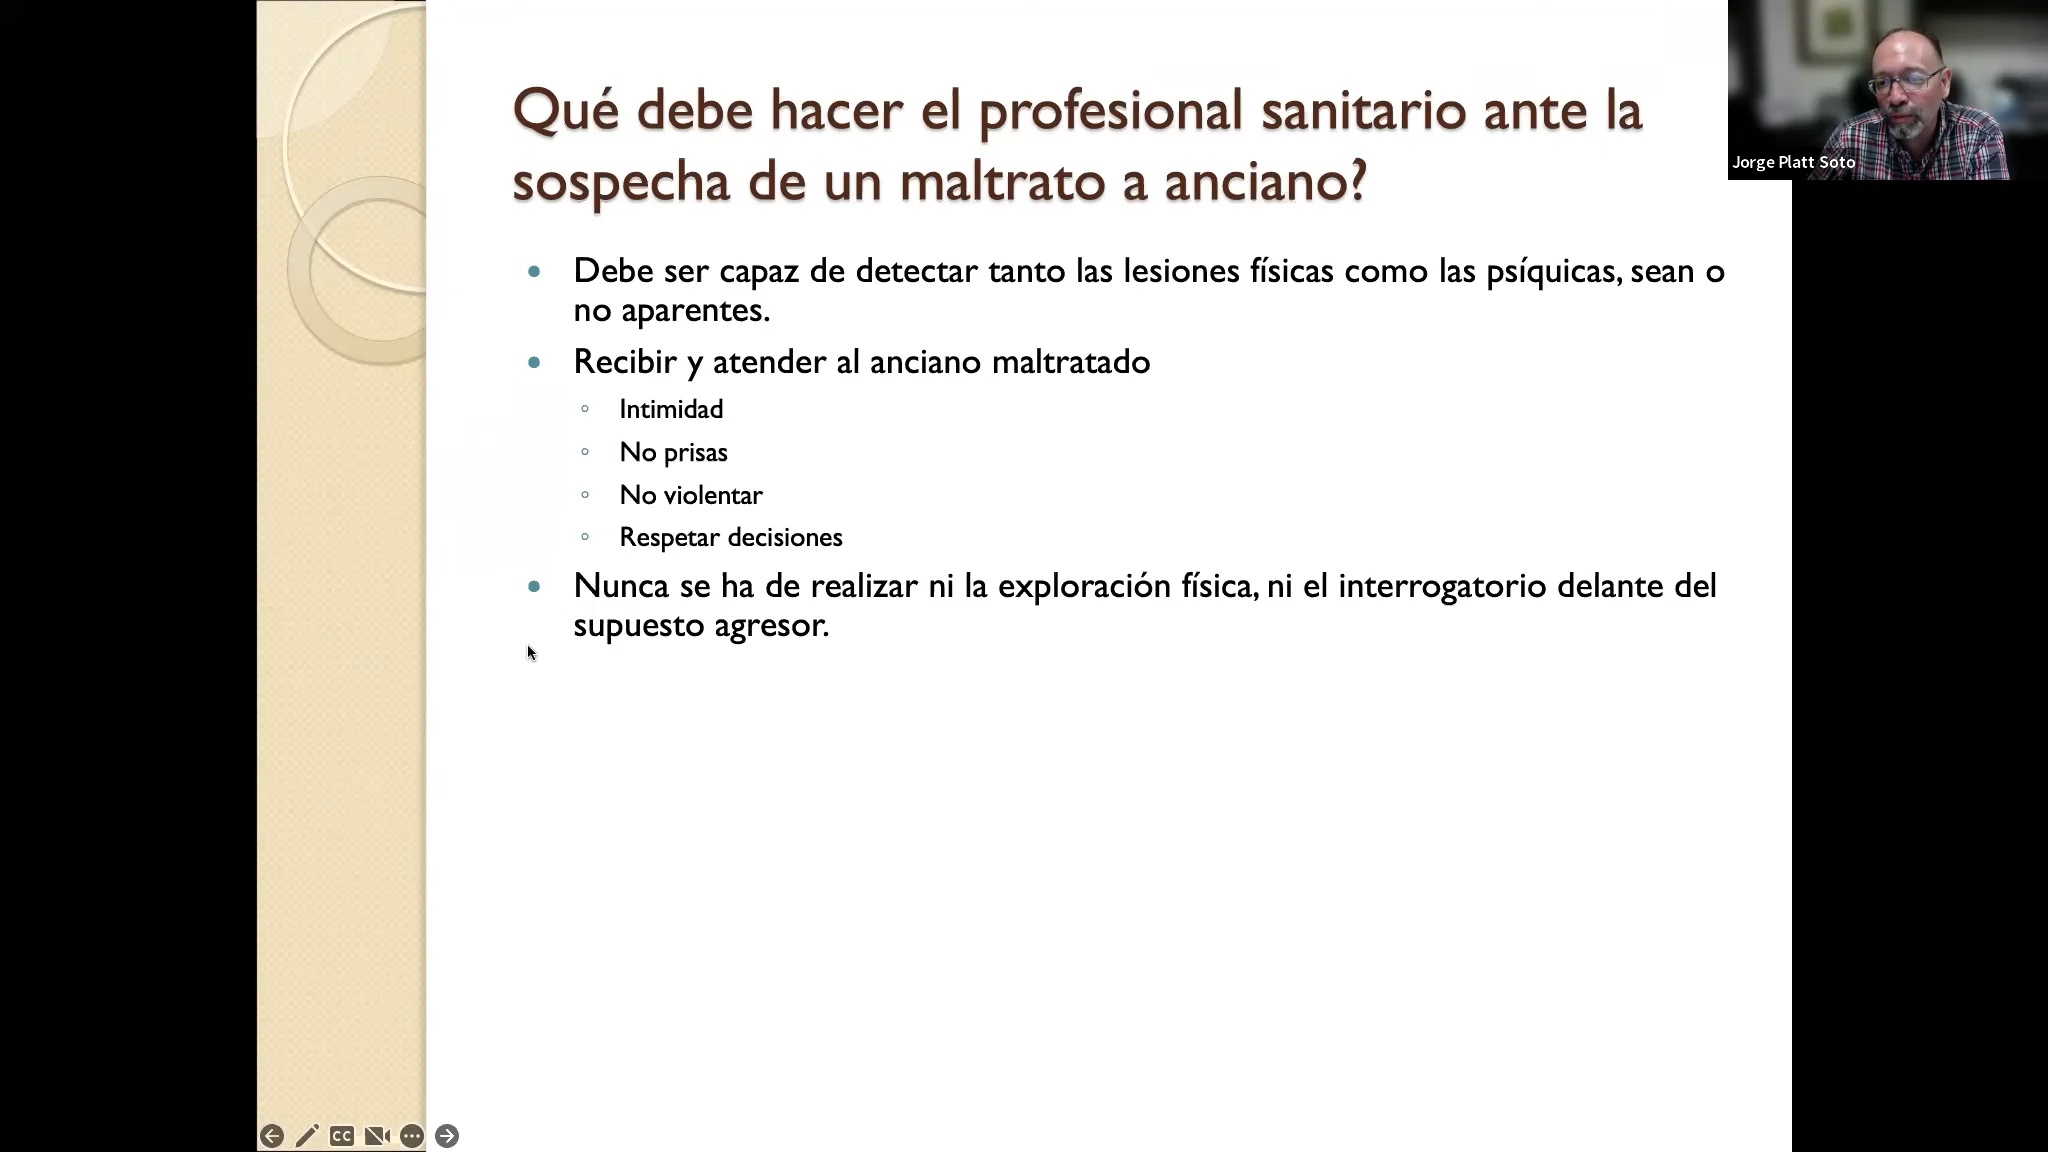 Qué debe hacer el profesional sanitario ante la
sospecha de un maltrato a anciano?
Jorge Platt Soto
• Debe ser capaz de detectar tanto las lesiones físicas como las psíquicas, sean o
no aparentes.
• Recibir y atender al anciano maltratado
◦ Intimidad
◦ No prisas
◦ No violentar
◦ Respetar decisiones
• Nunca se ha de realizar ni la exploración física, ni el interrogatorio delante del
supuesto agresor.
CC